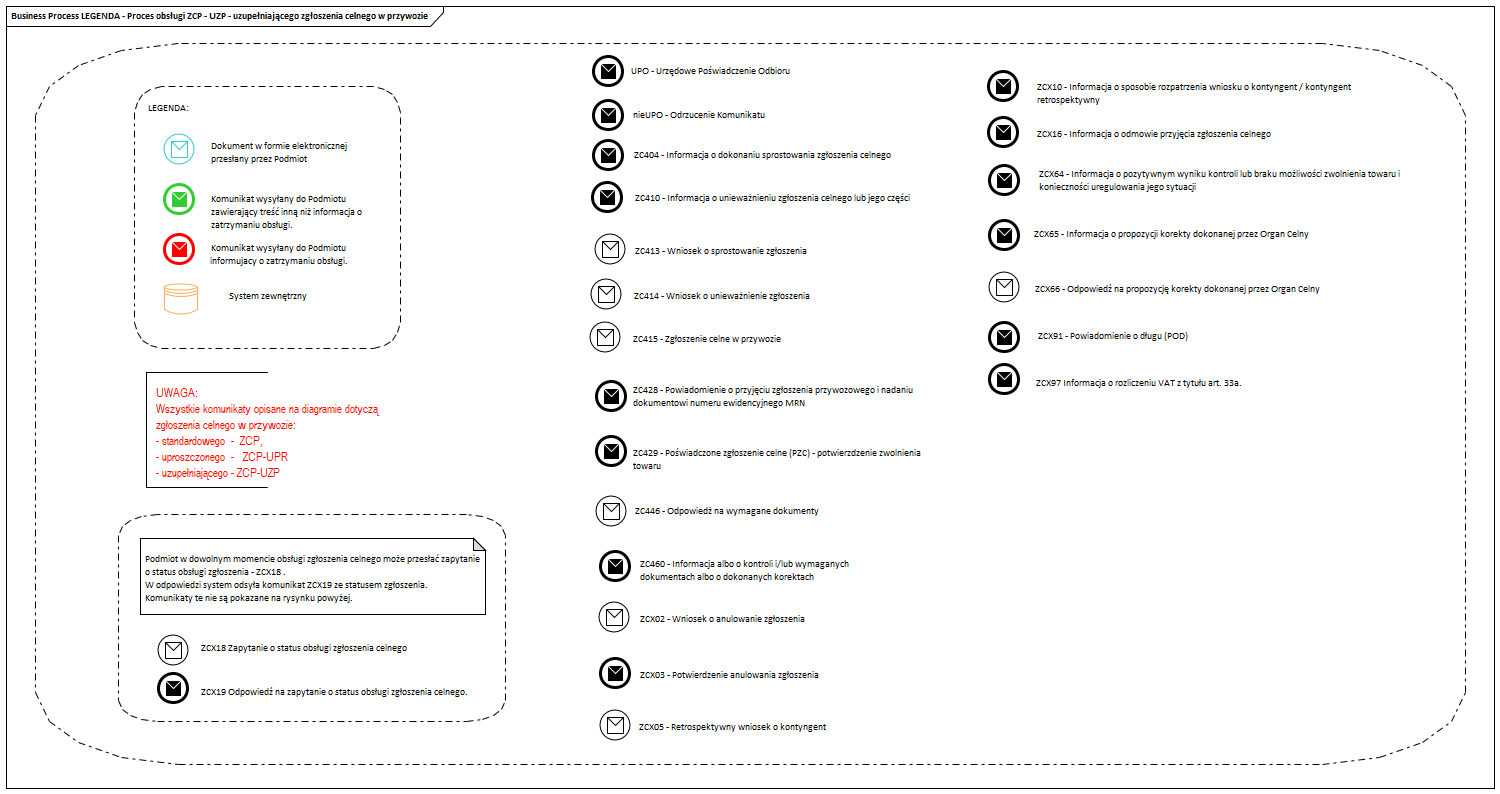 Business Process LEGENDA - Proces obsługi ZCP - UZP - uzupełniającego zgłoszenia celnego w przywozie
LEGENDA:
Dokument w formie elektronicznej
przesłany przez Podmiot
Komunikat wysyłany do Podmiotu
zawierający treść inną niż informacja o
zatrzymaniu obsługi.
Komunikat wysyłany do Podmiotu
informujacy o zatrzymaniu obsługi.
System zewnętrzny
UWAGA:
Wszystkie komunikaty opisane na diagramie dotyczą
zgłoszenia celnego w przywozie:
- standardowego - ZCP,
- uproszczonego - ZCP-UPR
- uzupełniającego - ZCP-UZP
Podmiot w dowolnym momencie obsługi zgłoszenia celnego może przesłać zapytanie
o status obsługi zgłoszenia - ZCX18 .
W odpowiedzi system odsyła komunikat ZCX19 ze statusem zgłoszenia.
Komunikaty te nie są pokazane na rysynku powyżej.
ZCX18 Zapytanie o status obsługi zgłoszenia celnego
ZCX19 Odpowiedź na zapytanie o status obsługi zgłoszenia celnego.
UPO - Urzędowe Poświadczenie Odbioru
nieUPO - Odrzucenie Komunikatu
ZC404 - Informacja o dokonaniu sprostowania zgłoszenia celnego
ZC410 - Informacja o unieważnieniu zgłoszenia celnego lub jego części
ZC413 - Wniosek o sprostowanie zgłoszenia
ZC414 - Wniosek o unieważnienie zgłoszenia
ZC415 - Zgłoszenie celne w przywozie
ZC428 - Powiadomienie o przyjęciu zgłoszenia przywozowego i nadaniu
dokumentowi numeru ewidencyjnego MRN
ZC429 - Poświadczone zgłoszenie celne (PZC) - potwierdzenie zwolnienia
towaru
ZC446 - Odpowiedź na wymagane dokumenty
ZC460 - Informacja albo o kontroli i/lub wymaganych
dokumentach albo o dokonanych korektach
ZCX02 - Wniosek o anulowanie zgłoszenia
ZCX03 - Potwierdzenie anulowania zgłoszenia
ZCX05 - Retrospektywny wniosek o kontyngent
ZCX10 - Informacja o sposobie rozpatrzenia wniosku o kontyngent / kontyngent
retrospektywny
ZCX16 - Informacja o odmowie przyjęcia zgłoszenia celnego
ZCX64 - Informacja o pozytywnym wyniku kontroli lub braku możliwości zwolnienia towaru i
konieczności uregulowania jego sytuacji
ZCX65 - Informacja o propozycji korekty dokonanej przez Organ Celny
ZCX66 - Odpowiedź na propozycję korekty dokonanej przez Organ Celny
ZCX91 - Powiadomienie o długu (POD)
ZCX97 Informacja o rozliczeniu VAT z tytułu art. 33a.